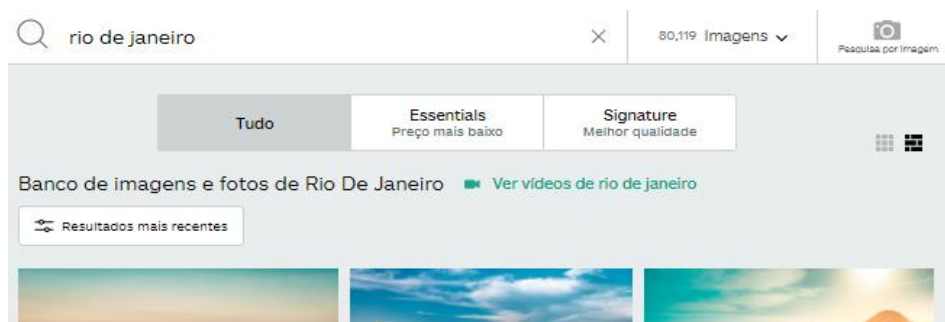 rio de janeiro
80,119 Imagens
Pesquisa por Imagem
Tudo
Essentials
Preço mais baixo
Signature
Melhor qualidade
Banco de imagens e fotos de Rio De Janeiro Ver vídeos de rio de janeiro
Resultados mais recentes